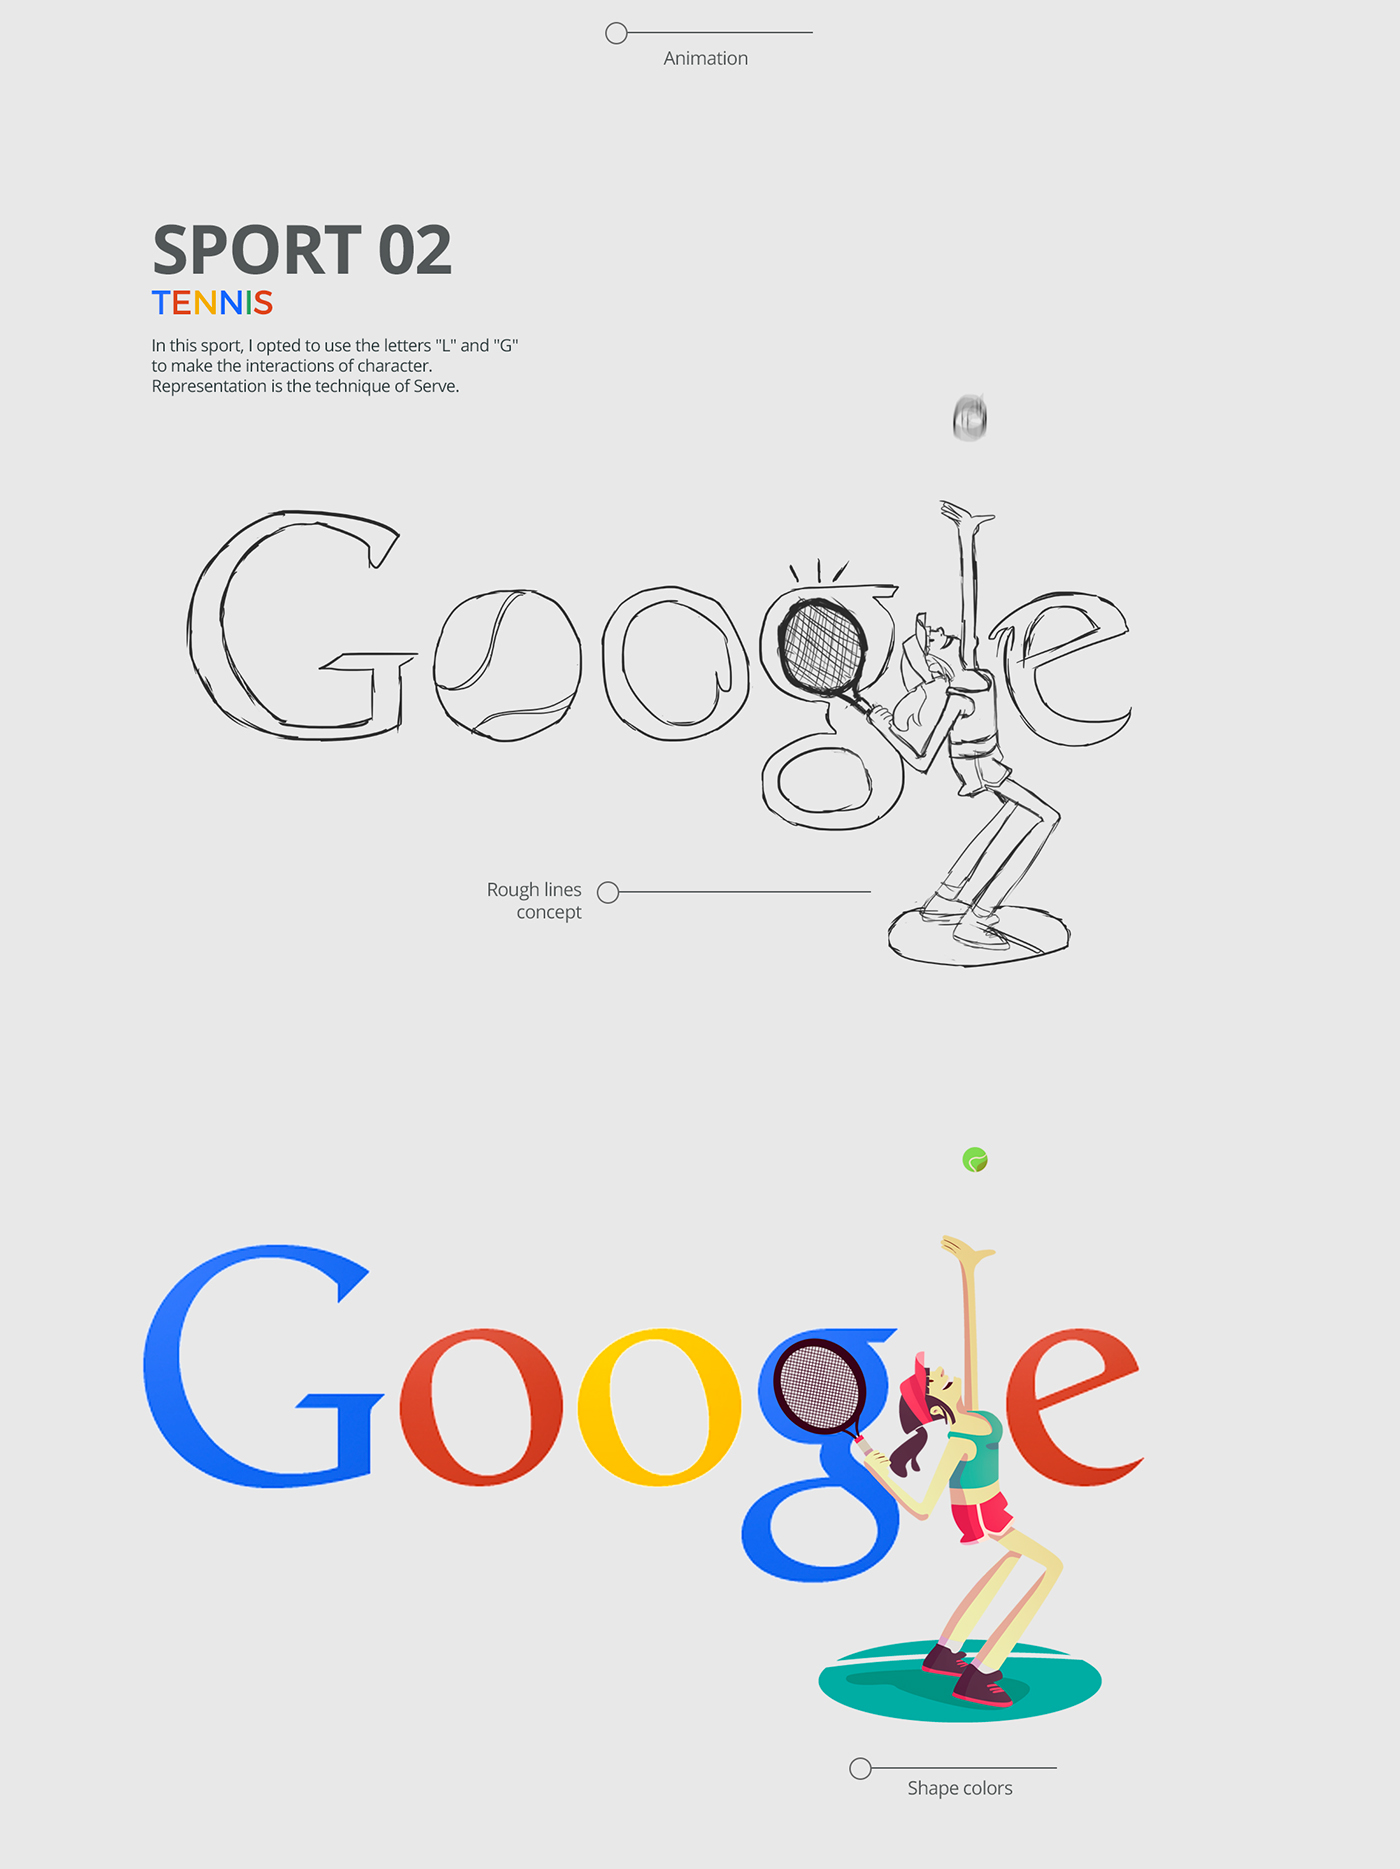 Animation
SPORT 02
TENNIS
In this sport, I opted to use the letters "L" and "G"
to make the interactions of character.
Representation is the technique of Serve.
Google
Rough lines
concept
Google
Shape colors